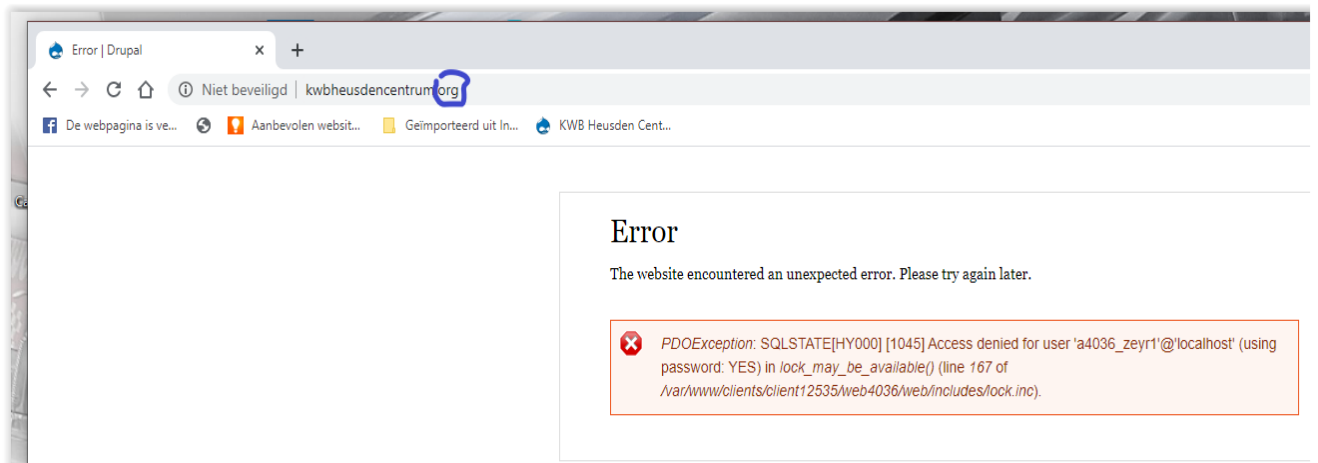 Error | Drupal
Niet beveiligd | kwbheusdencentrum.org
De webpagina is ve... Aanbevolen websit... Geïmporteerd uit In... KWB Heusden Cent...
Error
The website encountered an unexpected error. Please try again later.
PDOException: SQLSTATE[HY000] [1045] Access denied for user 'a4036_zeyr1'@'localhost' (using
password: YES) in lock_may_be_available() (line 167 of
/var/www/clients/client12535/web4036/web/includes/lock.inc).